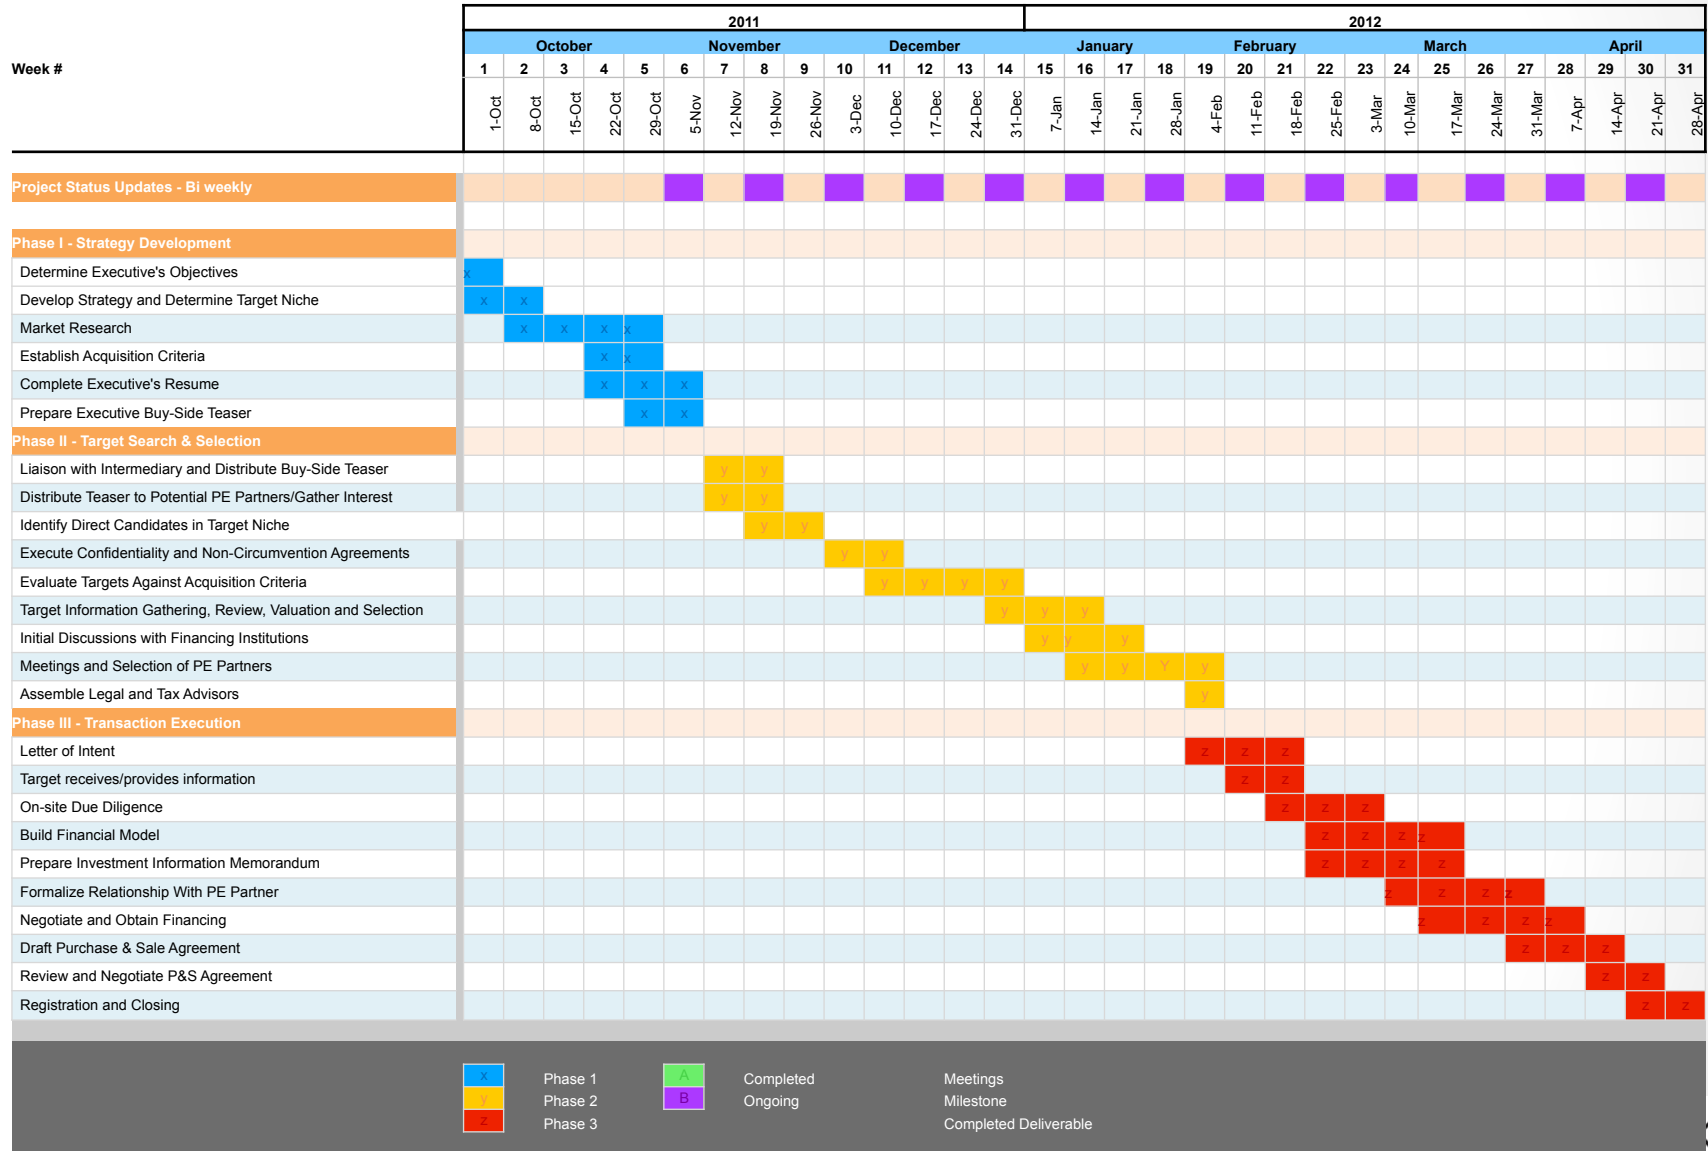 2011 2012
October November December January February March April
Week # 1 2 3 4 5 6 7 8 9 10 11 12 13 14 15 16 17 18 19 20 21 22 23 24 25 26 27 28 29 30 31
1-Oct 8-Oct 15-Oct 22-Oct 29-Oct 5-Nov 12-Nov 19-Nov 26-Nov 3-Dec 10-Dec 17-Dec 24-Dec 31-Dec 7-Jan 14-Jan 21-Jan 28-Jan 4-Feb 11-Feb 18-Feb 25-Feb 3-Mar 10-Mar 17-Mar 24-Mar 31-Mar 7-Apr 14-Apr 21-Apr 28-Apr
Project Status Updates - Bi weekly
Phase I - Strategy Development
Determine Executive's Objectives x
Develop Strategy and Determine Target Niche x x
Market Research x x x x
Establish Acquisition Criteria x x
Complete Executive's Resume x x x
Prepare Executive Buy-Side Teaser x x
Phase II - Target Search & Selection
Liaison with Intermediary and Distribute Buy-Side Teaser y y
Distribute Teaser to Potential PE Partners/Gather Interest y y
Identify Direct Candidates in Target Niche y y
Execute Confidentiality and Non-Circumvention Agreements y y
Evaluate Targets Against Acquisition Criteria y y y y
Target Information Gathering, Review, Valuation and Selection y y y
Initial Discussions with Financing Institutions y y y
Meetings and Selection of PE Partners y y Y y
Assemble Legal and Tax Advisors y
Phase III - Transaction Execution
Letter of Intent z z z
Target receives/provides information z z
On-site Due Diligence z z z
Build Financial Model z z z z
Prepare Investment Information Memorandum z z z z
Formalize Relationship With PE Partner z z z z
Negotiate and Obtain Financing z z z z
Draft Purchase & Sale Agreement z z z
Review and Negotiate P&S Agreement z z
Registration and Closing z z
x Phase 1 A Completed Meetings
y Phase 2 B Ongoing Milestone
z Phase 3 Completed Deliverable